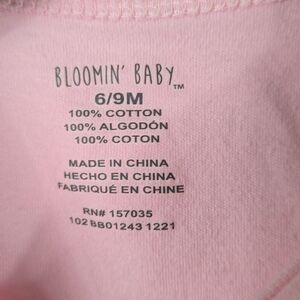 BLOOMIN' BABY™
6/9M
100% COTTON
100% ALGODÓN
100% COTON
MADE IN CHINA
HECHO EN CHINA
FABRIQUÉ EN CHINE
RN# 157035
102 BB01243 1221